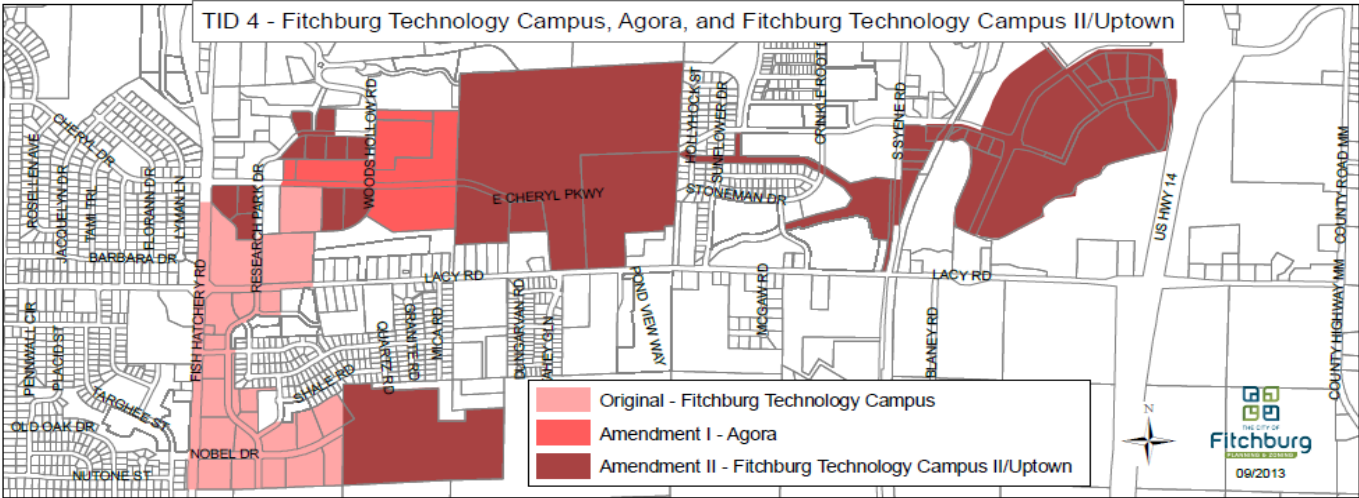 TID 4 - Fitchburg Technology Campus, Agora, and Fitchburg Technology Campus II/Uptown
ROSELLEN AVE
CHERYL DR
JACQUELYN DR
TAMI TRL
FLORANN DR
LYMAN LN
BARBARA DR
FISH HATCHERY RD
RESEARCH PARK DR
WOODS HOLLOW RD
E CHERYL PKWY
HOLLYHOCK ST
SUNFLOWER DR
STONEMAN DR
CRINKLE ROOT
S SYENE RD
US HWY 14
COUNTY ROAD MM
COUNTY HIGHWAY MM
LACY RD
LACY RD
PENNWALL CIR
PLACID ST
TARGHEE ST
OLD OAK DR
NUTONE ST
NOBEL DR
SHALE RD
QUARTZ RD
GRANITE RD
MICA RD
DUNGARVAN RD
AHEY GLN
POND VIEW WAY
MCGAW RD
BLANEY RD
Original - Fitchburg Technology Campus
Amendment I - Agora
Amendment II - Fitchburg Technology Campus II/Uptown
N
THE CITY OF
Fitchburg
PLANNING & ZONING
09/2013